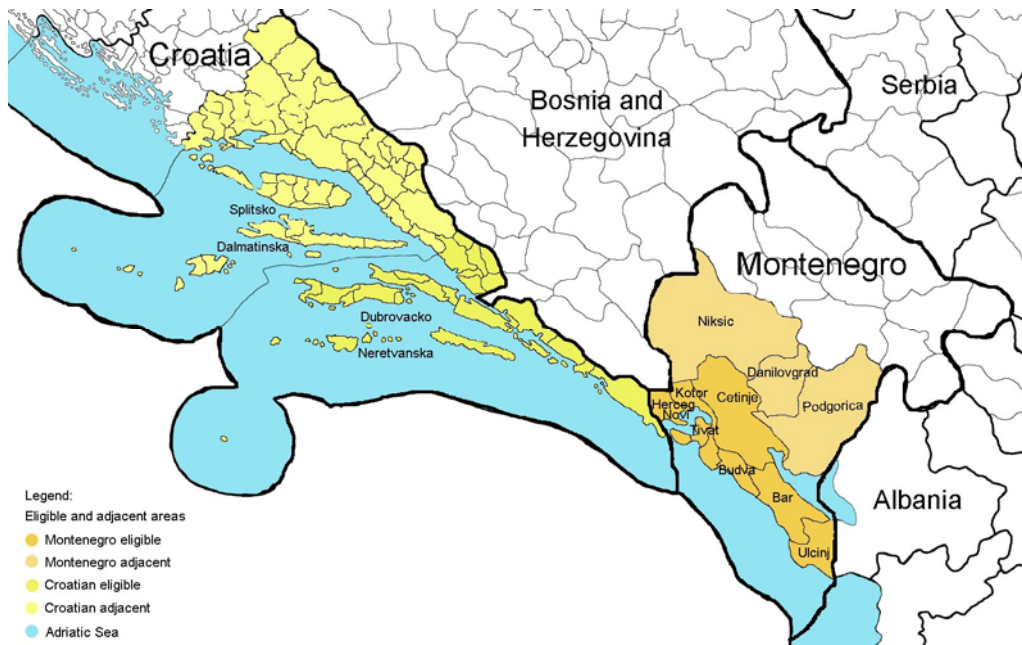 Croatia
Bosnia and
Herzegovina
Serbia
Splitsko
Dalmatinska
Montenegro
Dubrovacko
Neretvanska
Niksic
Danilovgrad
Kotor
Cetinje
Herceg
Novi
Podgorica
Tivat
Budva
Bar
Ulcinj
Albania
Legend:
Eligible and adjacent areas
Montenegro eligible
Montenegro adjacent
Croatian eligible
Croatian adjacent
Adriatic Sea